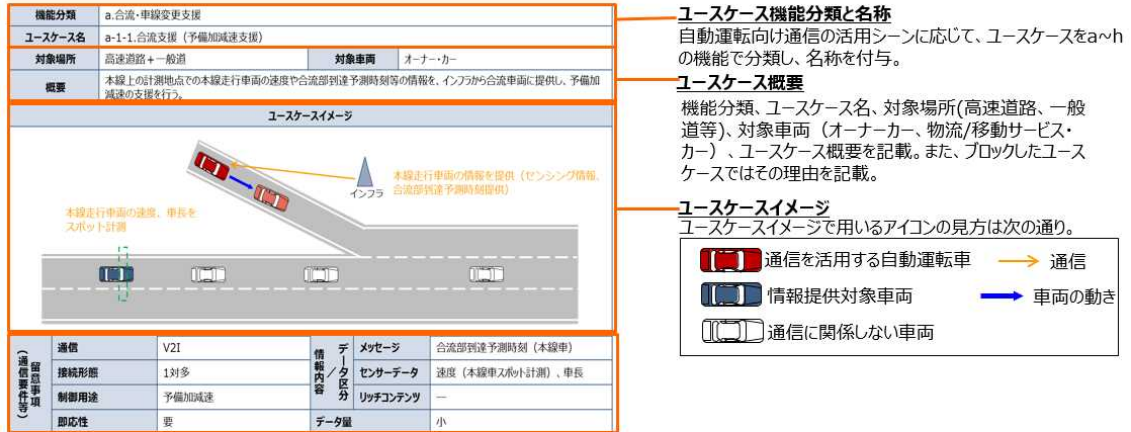 機能分類 a.合流・車線変更支援
ユースケース名 a-1-1.合流支援（予備加減速支援）
対象場所 高速道路+一般道 対象車両 オーナー・カー
概要 本線上の計測地点での本線走行車両の速度や合流部到達予測時刻等の情報を、インフラから合流車両に提供し、予備加
減速の支援を行う。
ユースケースイメージ
インフラ
本線走行車両の情報を提供（センシング情報、
合流部到達予測時刻提供）
本線走行車両の速度、車長を
スポット計測
留意事項
（通信要件等）
通信 V2I
接続形態 1対多
制御用途 予備加減速
即応性 要
情報内容／データ区分
メッセージ 合流部到達予測時刻（本線車）
センサーデータ 速度（本線車スポット計測）、車長
リッチコンテンツ ―
データ量 小
ユースケース機能分類と名称
自動運転向け通信の活用シーンに応じて、ユースケースをa～h
の機能で分類し、名称を付与。
ユースケース概要
機能分類、ユースケース名、対象場所(高速道路、一般
道等)、対象車両（オーナーカー、物流/移動サービス・
カー）、ユースケース概要を記載。また、ブロックしたユース
ケースではその理由を記載。
ユースケースイメージ
ユースケースイメージで用いるアイコンの見方は次の通り。
通信を活用する自動運転車 通信
情報提供対象車両 車両の動き
通信に関係しない車両